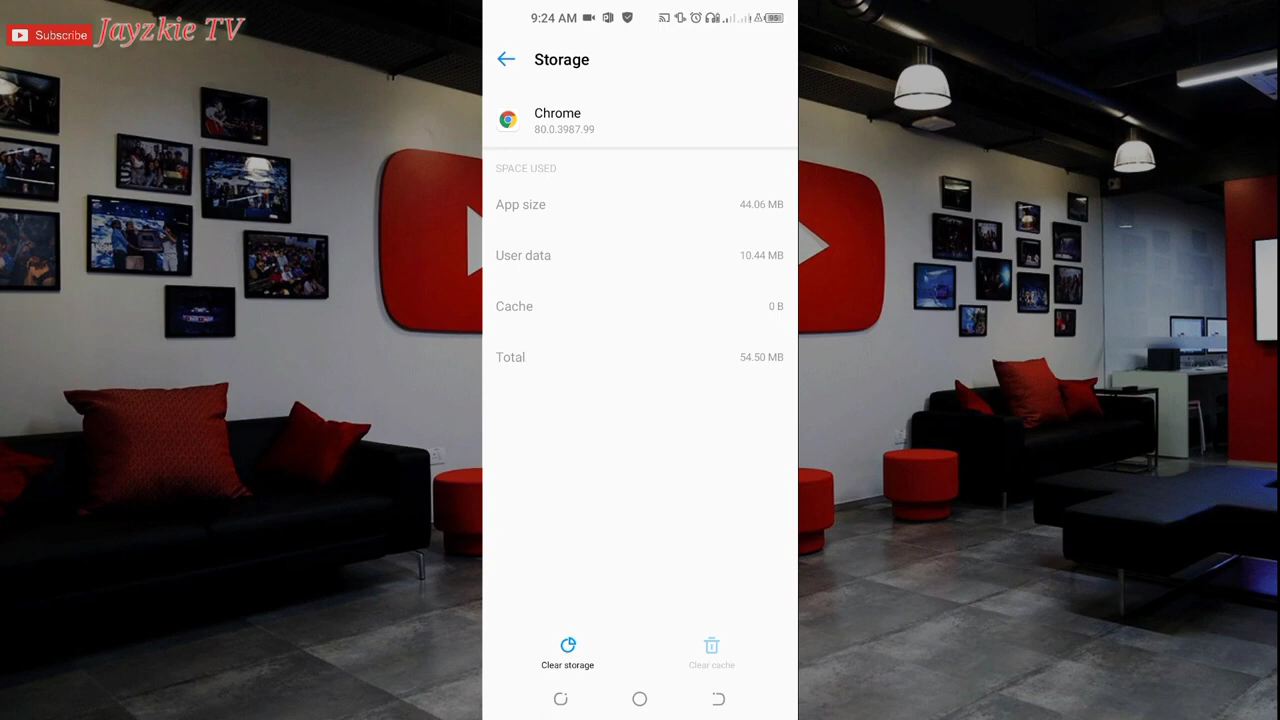 Subscribe Jayzkie TV
9:24 AM 95
Storage
Chrome
80.0.3987.99
SPACE USED
App size 44.06 MB
User data 10.44 MB
Cache 0 B
Total 54.50 MB
Clear storage Clear cache